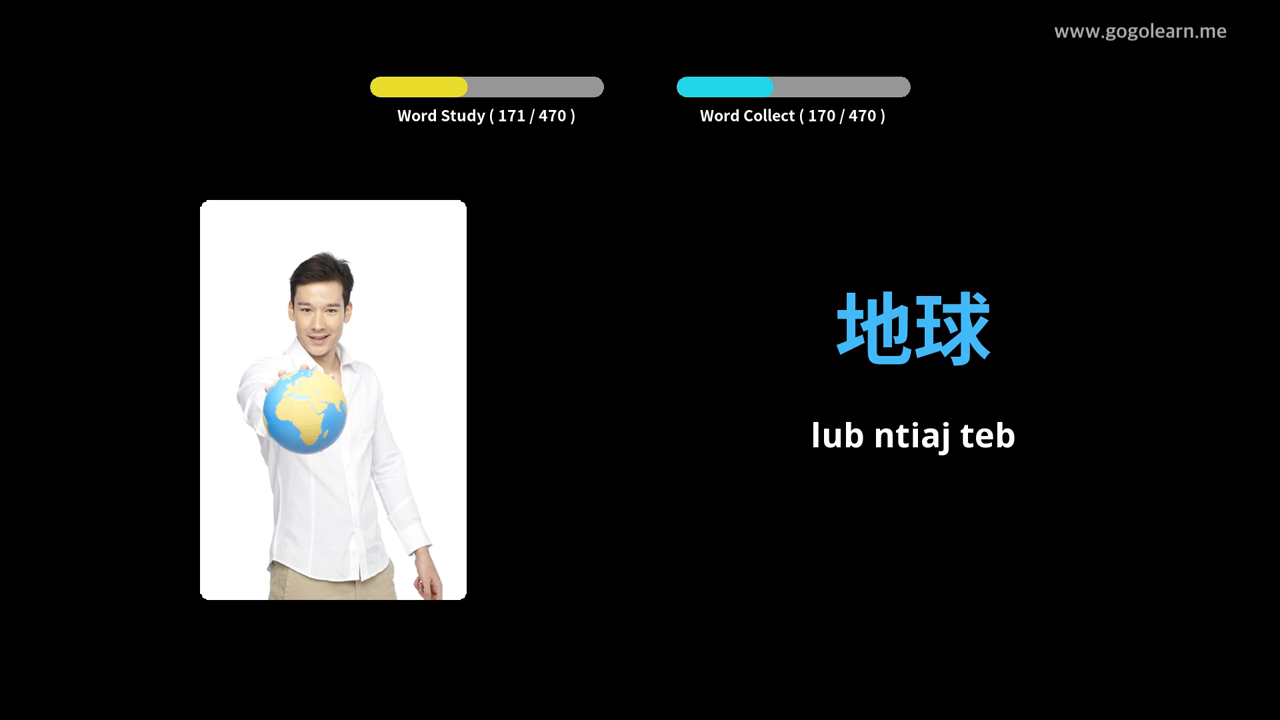 www.gogolearn.me
Word Study ( 171 / 470 )
Word Collect ( 170 / 470 )
地球
lub ntiaj teb